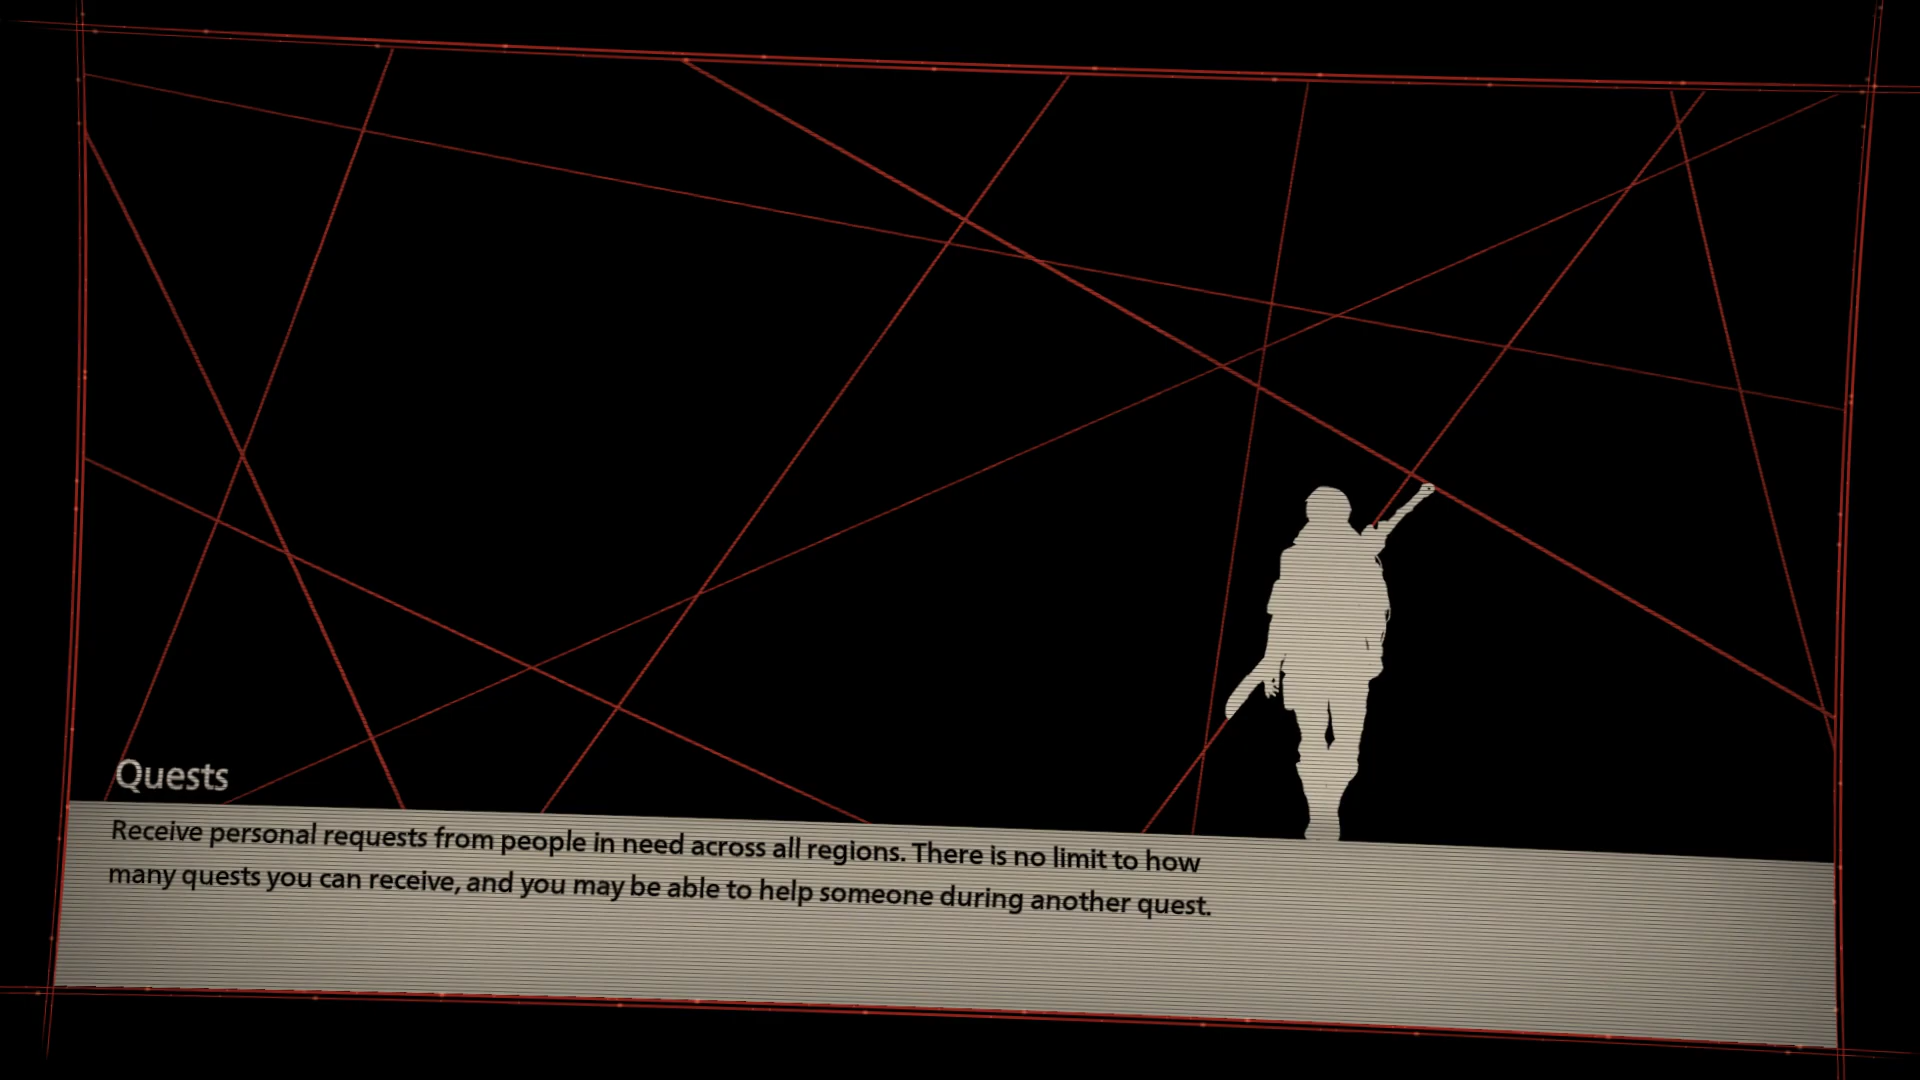 Quests
Receive personal requests from people in need across all regions. There is no limit to how
many quests you can receive, and you may be able to help someone during another quest.